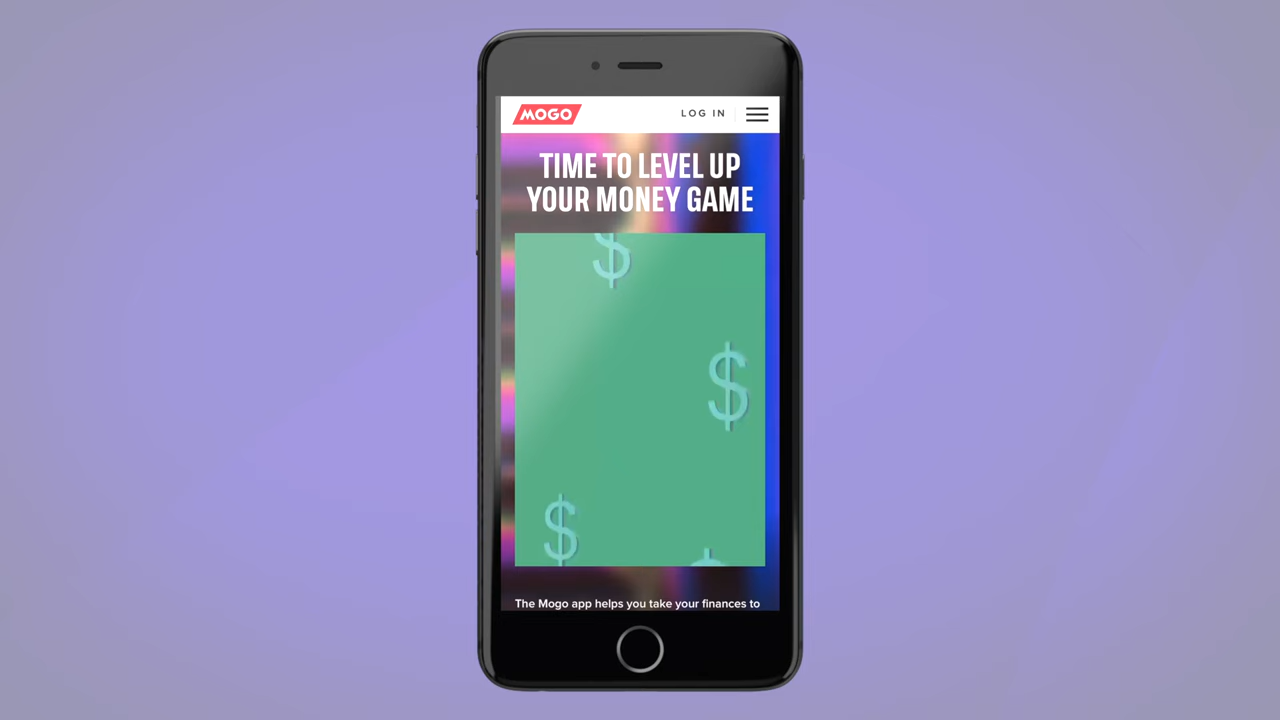 MOGO
LOG IN
TIME TO LEVEL UP
YOUR MONEY GAME
$
$
$
$
The Mogo app helps you take your finances to